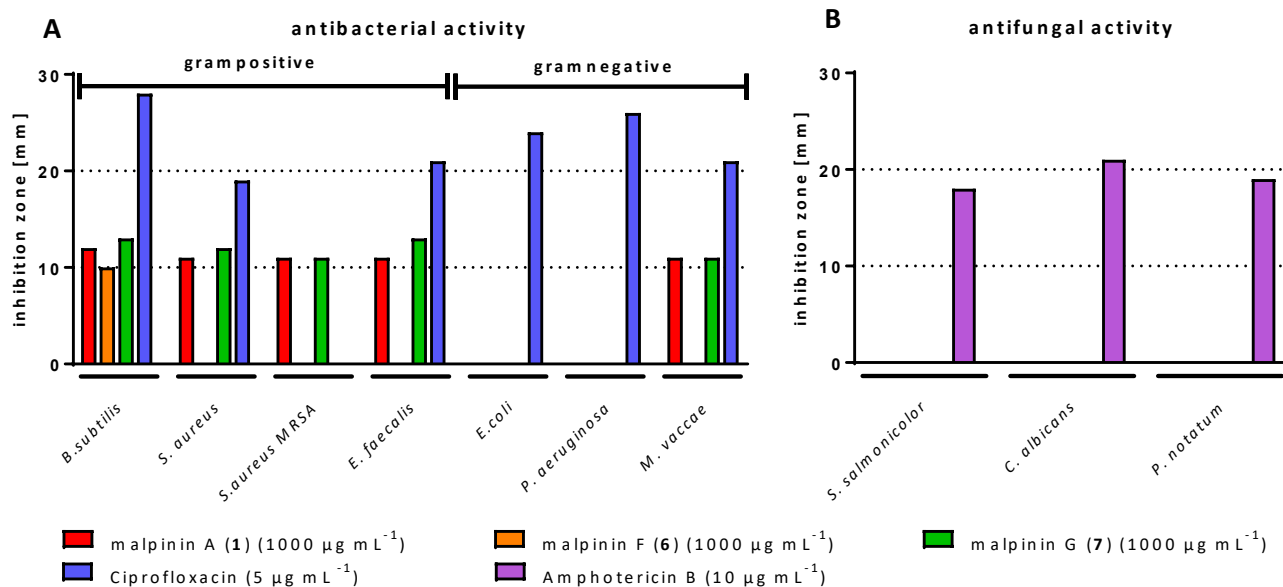 A
antibacterial activity
gram positive
gram negative
inhibition zone [mm]
30
20
10
0
B.subtilis
S. aureus
S.aureus MRSA
E. faecalis
E.coli
P. aeruginosa
M. vaccae
B
antifungal activity
inhibition zone [mm]
30
20
10
0
S. salmonicolor
C. albicans
P. notatum
malpinin A (1) (1000 µg mL⁻¹)
malpinin F (6) (1000 µg mL⁻¹)
malpinin G (7) (1000 µg mL⁻¹)
Ciprofloxacin (5 µg mL⁻¹)
Amphotericin B (10 µg mL⁻¹)